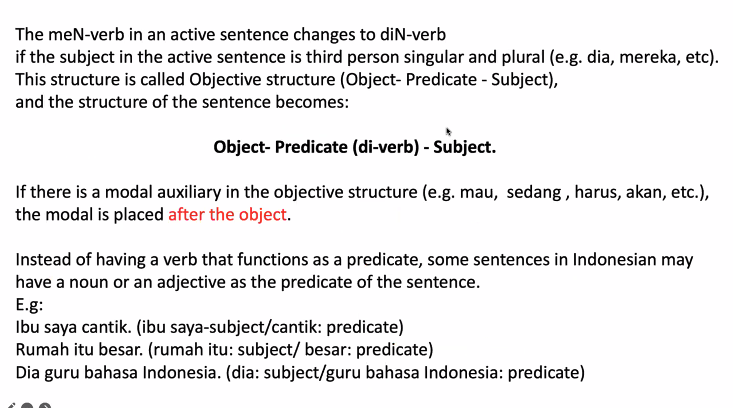 The meN-verb in an active sentence changes to diN-verb
if the subject in the active sentence is third person singular and plural (e.g. dia, mereka, etc).
This structure is called Objective structure (Object- Predicate - Subject),
and the structure of the sentence becomes:
Object- Predicate (di-verb) - Subject.
If there is a modal auxiliary in the objective structure (e.g. mau, sedang , harus, akan, etc.),
the modal is placed after the object.
Instead of having a verb that functions as a predicate, some sentences in Indonesian may
have a noun or an adjective as the predicate of the sentence.
E.g:
Ibu saya cantik. (ibu saya-subject/cantik: predicate)
Rumah itu besar. (rumah itu: subject/ besar: predicate)
Dia guru bahasa Indonesia. (dia: subject/guru bahasa Indonesia: predicate)